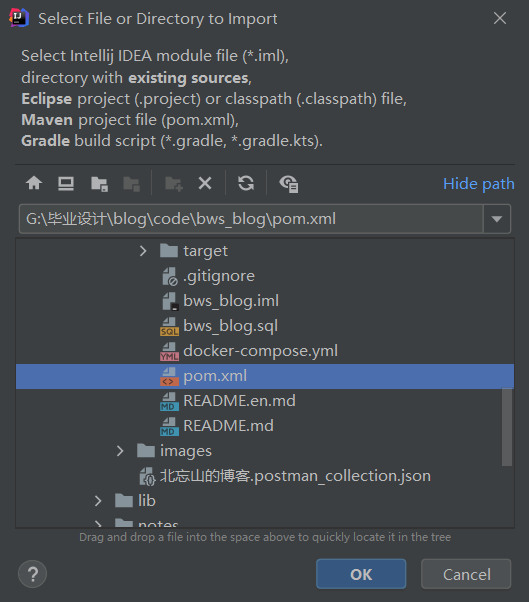 Select File or Directory to Import
Select Intellij IDEA module file (*.iml),
directory with existing sources,
Eclipse project (.project) or classpath (.classpath) file,
Maven project file (pom.xml),
Gradle build script (*.gradle, *.gradle.kts).
Hide path
G:\毕业设计\blog\code\bws_blog\pom.xml
target
.gitignore
bws_blog.iml
bws_blog.sql
docker-compose.yml
pom.xml
README.en.md
README.md
images
北忘山的博客.postman_collection.json
lib
notes
Drag and drop a file into the space above to quickly locate it in the tree
? OK Cancel